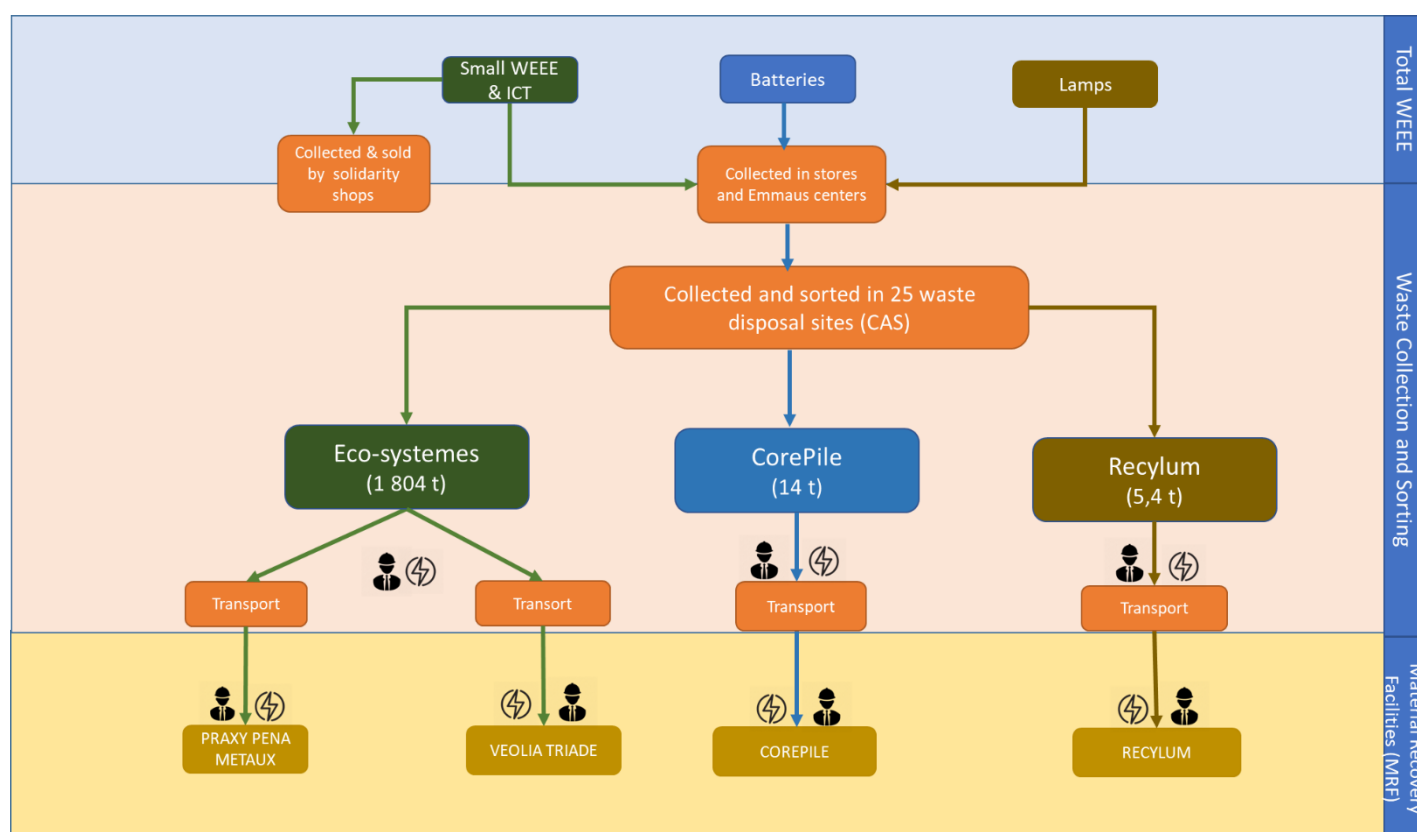 Small WEEE
& ICT
Batteries
Lamps
Total WEEE
Collected & sold
by solidarity
shops
Collected in stores
and Emmaus centers
Collected and sorted in 25 waste
disposal sites (CAS)
Waste Collection and Sorting
Eco-systemes
(1 804 t)
CorePile
(14 t)
Recylum
(5,4 t)
Transport
Transort
Transport
Transport
PRAXY PENA
METAUX
VEOLIA TRIADE
COREPILE
RECYLUM
Material Recovery
Facilities (MRF)